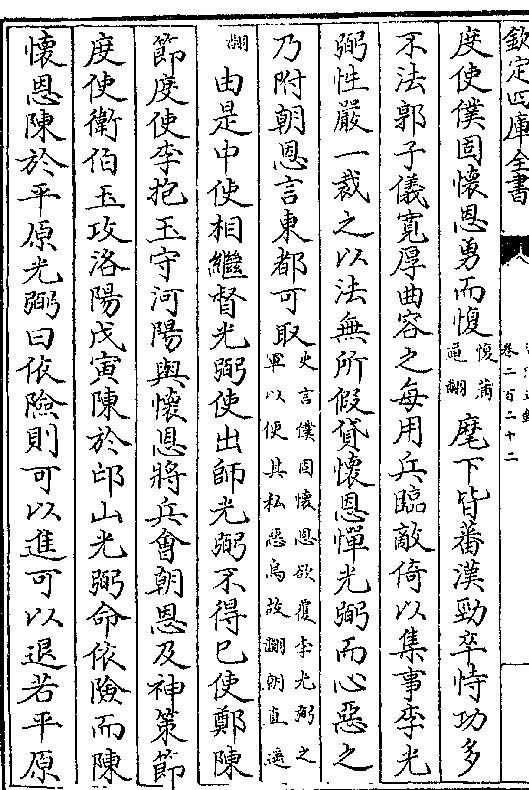 欽定四庫全書
卷二百二十二
度使僕固懷恩勇而愎愎蒲逼翻麾下皆蕃漢勁卒恃功多
不法郭子儀寬厚曲容之每用兵臨敵倚以集事李光
弼性嚴一裁之以法無所假貸懷恩憚光弼而心惡之
乃附朝恩言東都可取史言僕固懷恩欲覆李光弼之軍以便其私惡烏故翻朝直遙
翻由是中使相繼督光弼使出師光弼不得已使鄭陳
節度使李抱玉守河陽與懷恩將兵會朝恩及神策節
度使衛伯玉攻洛陽戊寅陳於邙山光弼命依險而陳
懷恩陳於平原光弼曰依險則可以進可以退若平原